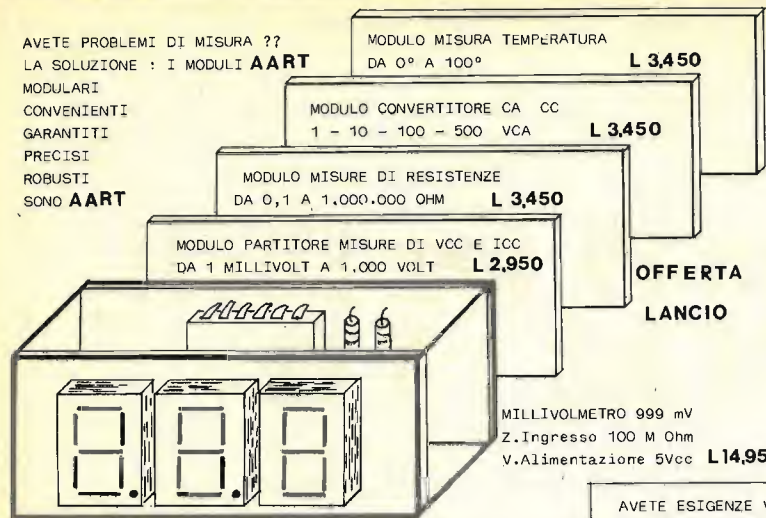 AVETE PROBLEMI DI MISURA ??
LA SOLUZIONE : I MODULI AART
MODULARI
CONVENIENTI
GARANTITI
PRECISI
ROBUSTI
SONO AART
MODULO MISURA TEMPERATURA
DA 0° A 100° L 3,450
MODULO CONVERTITORE CA CC
1 - 10 - 100 - 500 VCA L 3,450
MODULO MISURE DI RESISTENZE
DA 0,1 A 1.000.000 OHM L 3,450
MODULO PARTITORE MISURE DI VCC E ICC
DA 1 MILLIVOLT A 1.000 VOLT L 2,950
OFFERTA
LANCIO
MILLIVOLMETRO 999 mV
Z.Ingresso 100 M Ohm
V.Alimentazione 5Vcc L 14,95
AVETE ESIGENZE